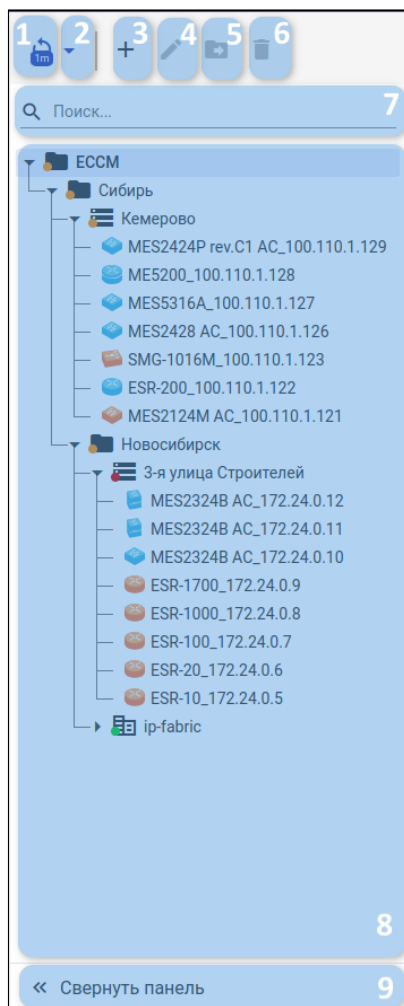 1 2 3 4 5 6
1m
Поиск... 7
ECCM
Сибирь
Кемерово
MES2424P rev.C1 AC_100.110.1.129
ME5200_100.110.1.128
MES5316A_100.110.1.127
MES2428 AC_100.110.1.126
SMG-1016M_100.110.1.123
ESR-200_100.110.1.122
MES2124M AC_100.110.1.121
Новосибирск
3-я улица Строителей
MES2324B AC_172.24.0.12
MES2324B AC_172.24.0.11
MES2324B AC_172.24.0.10
ESR-1700_172.24.0.9
ESR-1000_172.24.0.8
ESR-100_172.24.0.7
ESR-20_172.24.0.6
ESR-10_172.24.0.5
ip-fabric
8
Свернуть панель 9